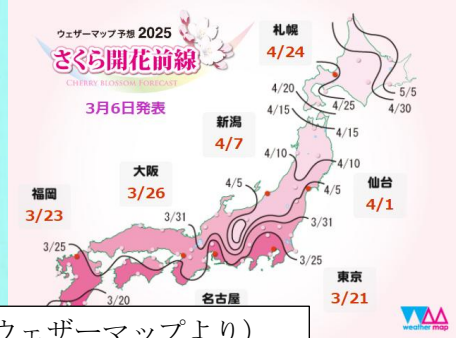 ウェザーマップ予想 2025
さくら開花前線
CHERRY BLOSSOM FORECAST
3月6日発表
札幌
4/24
4/20
4/25
5/5
4/30
4/15
4/15
新潟
4/7
4/10
4/10
大阪
3/26
4/5
4/5
仙台
4/1
福岡
3/23
3/31
3/31
3/25
3/25
東京
3/21
3/20
名古屋
weather map
ウェザーマップより)